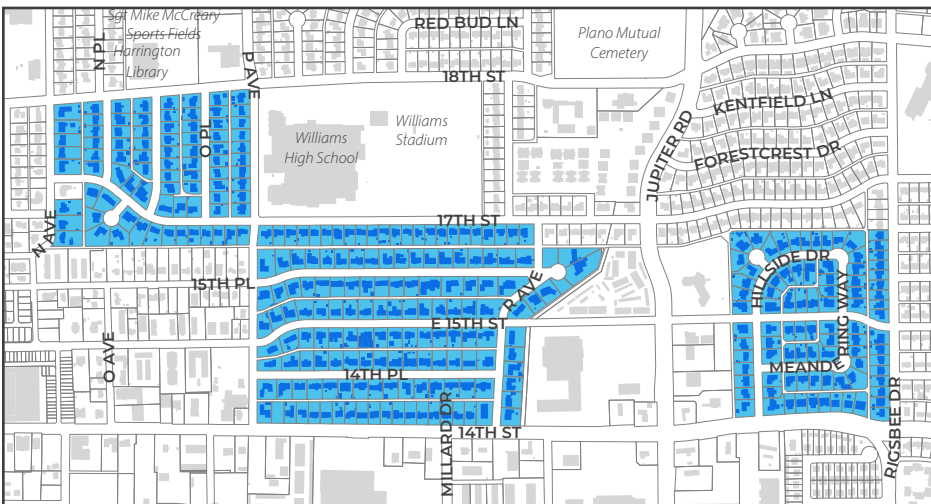 Sgt Mike McCreary
Sports Fields
Harrington
Library
N PL
P AVE
RED BUD LN
Plano Mutual
Cemetery
18TH ST
KENTFIELD LN
Williams
Stadium
Williams
High School
O PL
JUPITER RD
FORESTCREST DR
17TH ST
N AVE
HILLSIDE DR
15TH PL
R AVE
E 15TH ST
MEANDERING WAY
O AVE
14TH PL
MILLARD DR
14TH ST
RIGSBEE DR